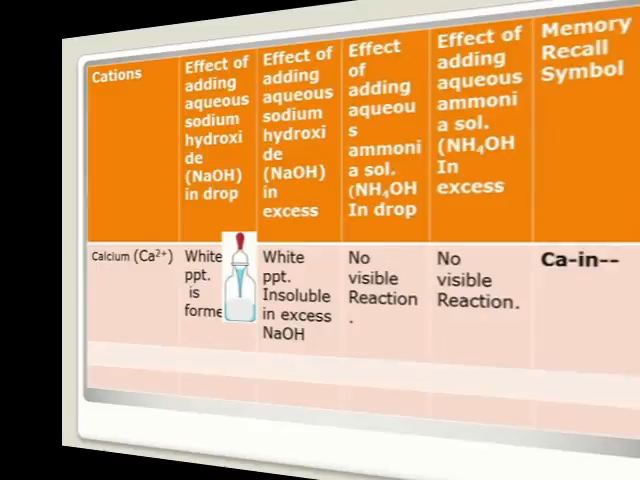 Cations
Effect of
adding
aqueous
sodium
hydroxi
de
(NaOH)
in drop
Effect of
adding
aqueous
sodium
hydroxi
de
(NaOH)
in
excess
Effect
of
adding
aqueou
s
ammoni
a sol.
(NH₄OH
In drop
Effect of
adding
aqueous
ammoni
a sol.
(NH₄OH
In
excess
Memory
Recall
Symbol
Calcium (Ca²⁺)
White
ppt.
is
forme
White
ppt.
Insoluble
in excess
NaOH
No
visible
Reaction
.
No
visible
Reaction.
Ca-in--